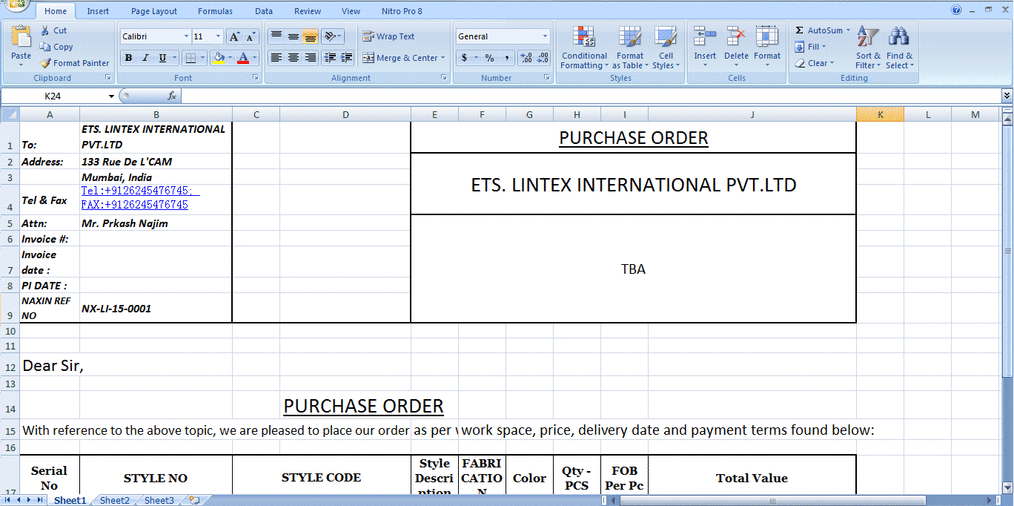 Home Insert Page Layout Formulas Data Review View Nitro Pro 8
Paste Cut Copy Format Painter Clipboard
Calibri 11 A A B I U A Font
Wrap Text Merge & Center Alignment
General $ % , Number
Conditional Formatting Format as Table Cell Styles Styles
Insert Delete Format Cells
Σ AutoSum Fill Clear Sort & Filter Find & Select Editing
K24 fx
A B C D E F G H I J K L M
1 To: ETS. LINTEX INTERNATIONAL PVT.LTD PURCHASE ORDER
2 Address: 133 Rue De L'CAM
3 Mumbai, India
ETS. LINTEX INTERNATIONAL PVT.LTD
4 Tel & Fax Tel:+9126245476745; FAX:+9126245476745
5 Attn: Mr. Prkash Najim
6 Invoice #:
7 Invoice date : TBA
8 PI DATE :
9 NAXIN REF NO NX-LI-15-0001
10
11
12 Dear Sir,
13
14 PURCHASE ORDER
15 With reference to the above topic, we are pleased to place our order as per work space, price, delivery date and payment terms found below:
16
17 Serial No STYLE NO STYLE CODE Style Description FABRICATION Color Qty - PCS FOB Per Pc Total Value
Sheet1 Sheet2 Sheet3